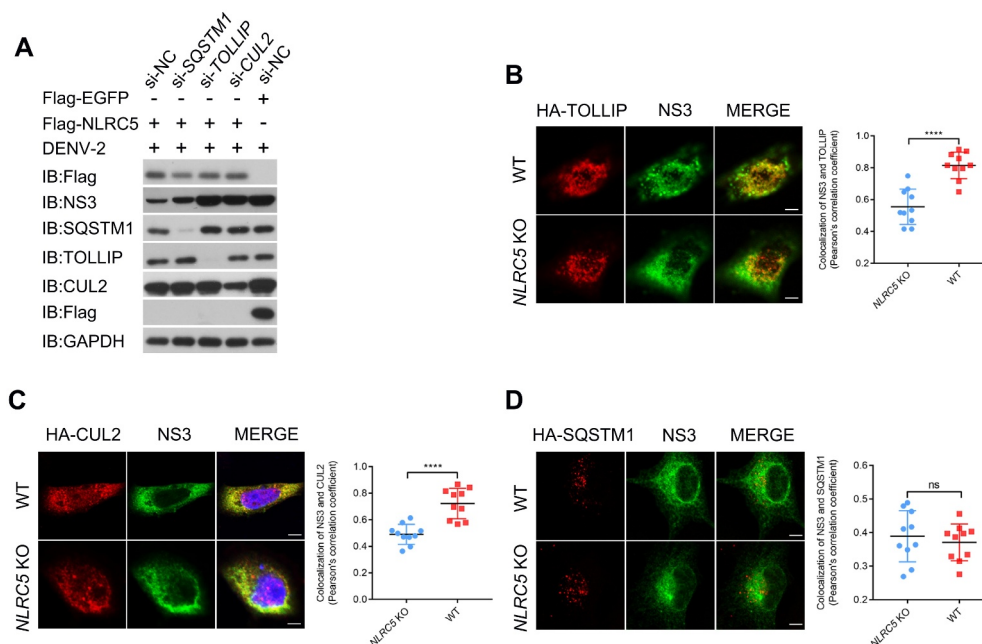 A
si-NC
si-SQSTM1
si-TOLLIP
si-CUL2
si-NC
Flag-EGFP - - - - +
Flag-NLRC5 + + + + -
DENV-2 + + + + +
IB:Flag
IB:NS3
IB:SQSTM1
IB:TOLLIP
IB:CUL2
IB:Flag
IB:GAPDH
B
HA-TOLLIP NS3 MERGE
WT
NLRC5 KO
Colocalization of NS3 and TOLLIP
(Pearson's correlation coefficient)
1.0
0.8
0.6
0.4
0.2
****
NLRC5 KO
WT
C
HA-CUL2 NS3 MERGE
WT
NLRC5 KO
Colocalization of NS3 and CUL2
(Pearson's correlation coefficient)
1.0
0.8
0.6
0.4
0.2
0.0
****
NLRC5 KO
WT
D
HA-SQSTM1 NS3 MERGE
WT
NLRC5 KO
Colocalization of NS3 and SQSTM1
(Pearson's correlation coefficient)
0.6
0.5
0.4
0.3
0.2
ns
NLRC5 KO
WT